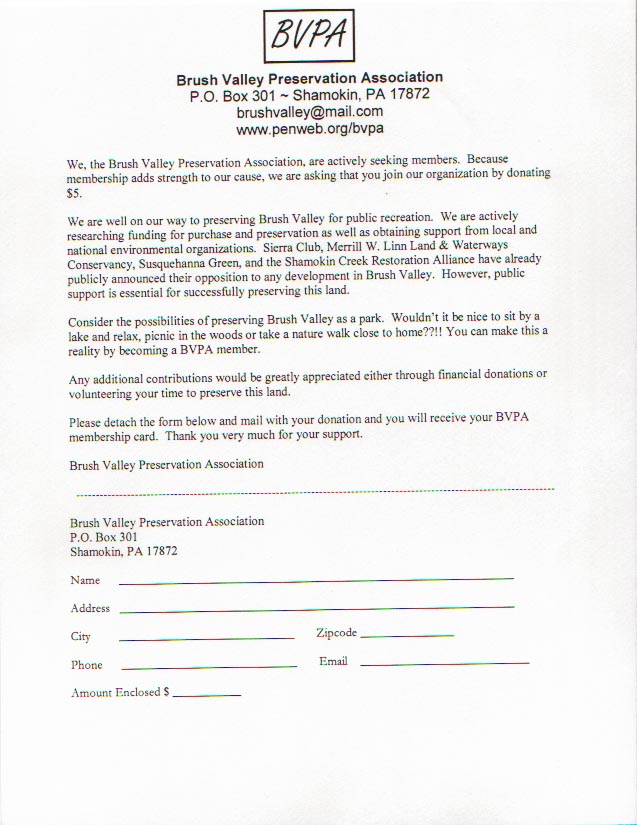 BVPA
Brush Valley Preservation Association
P.O. Box 301 ~ Shamokin, PA 17872
brushvalley@mail.com
www.penweb.org/bvpa
We, the Brush Valley Preservation Association, are actively seeking members. Because
membership adds strength to our cause, we are asking that you join our organization by donating
$5.
We are well on our way to preserving Brush Valley for public recreation. We are actively
researching funding for purchase and preservation as well as obtaining support from local and
national environmental organizations. Sierra Club, Merrill W. Linn Land & Waterways
Conservancy, Susquehanna Green, and the Shamokin Creek Restoration Alliance have already
publicly announced their opposition to any development in Brush Valley. However, public
support is essential for successfully preserving this land.
Consider the possibilities of preserving Brush Valley as a park. Wouldn't it be nice to sit by a
lake and relax, picnic in the woods or take a nature walk close to home??!! You can make this a
reality by becoming a BVPA member.
Any additional contributions would be greatly appreciated either through financial donations or
volunteering your time to preserve this land.
Please detach the form below and mail with your donation and you will receive your BVPA
membership card. Thank you very much for your support.
Brush Valley Preservation Association
Brush Valley Preservation Association
P.O. Box 301
Shamokin, PA 17872
Name
Address
City Zipcode
Phone Email
Amount Enclosed $